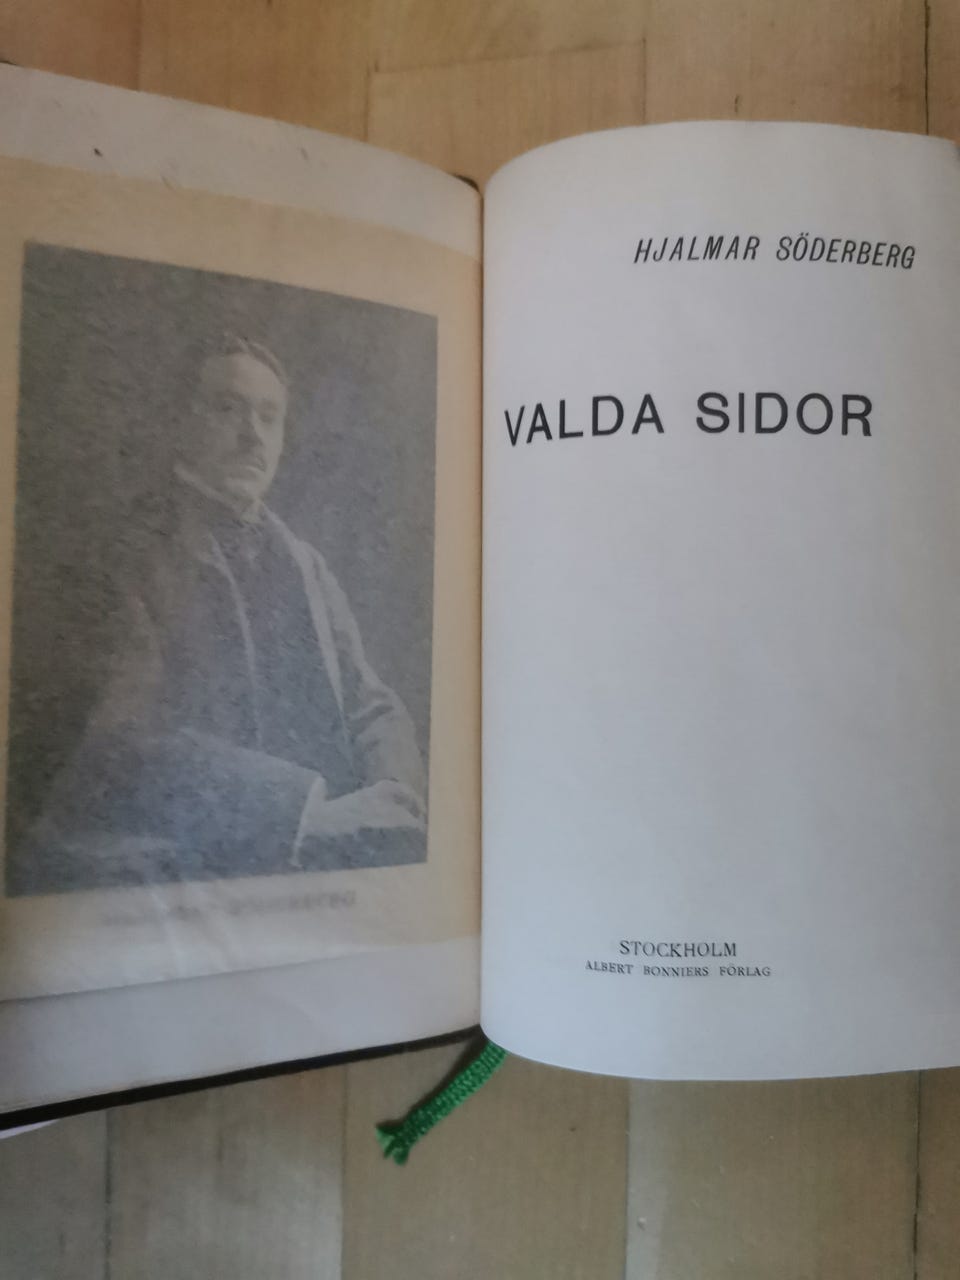 HJALMAR SÖDERBERG
VALDA SIDOR
STOCKHOLM
ALBERT BONNIERS FÖRLAG